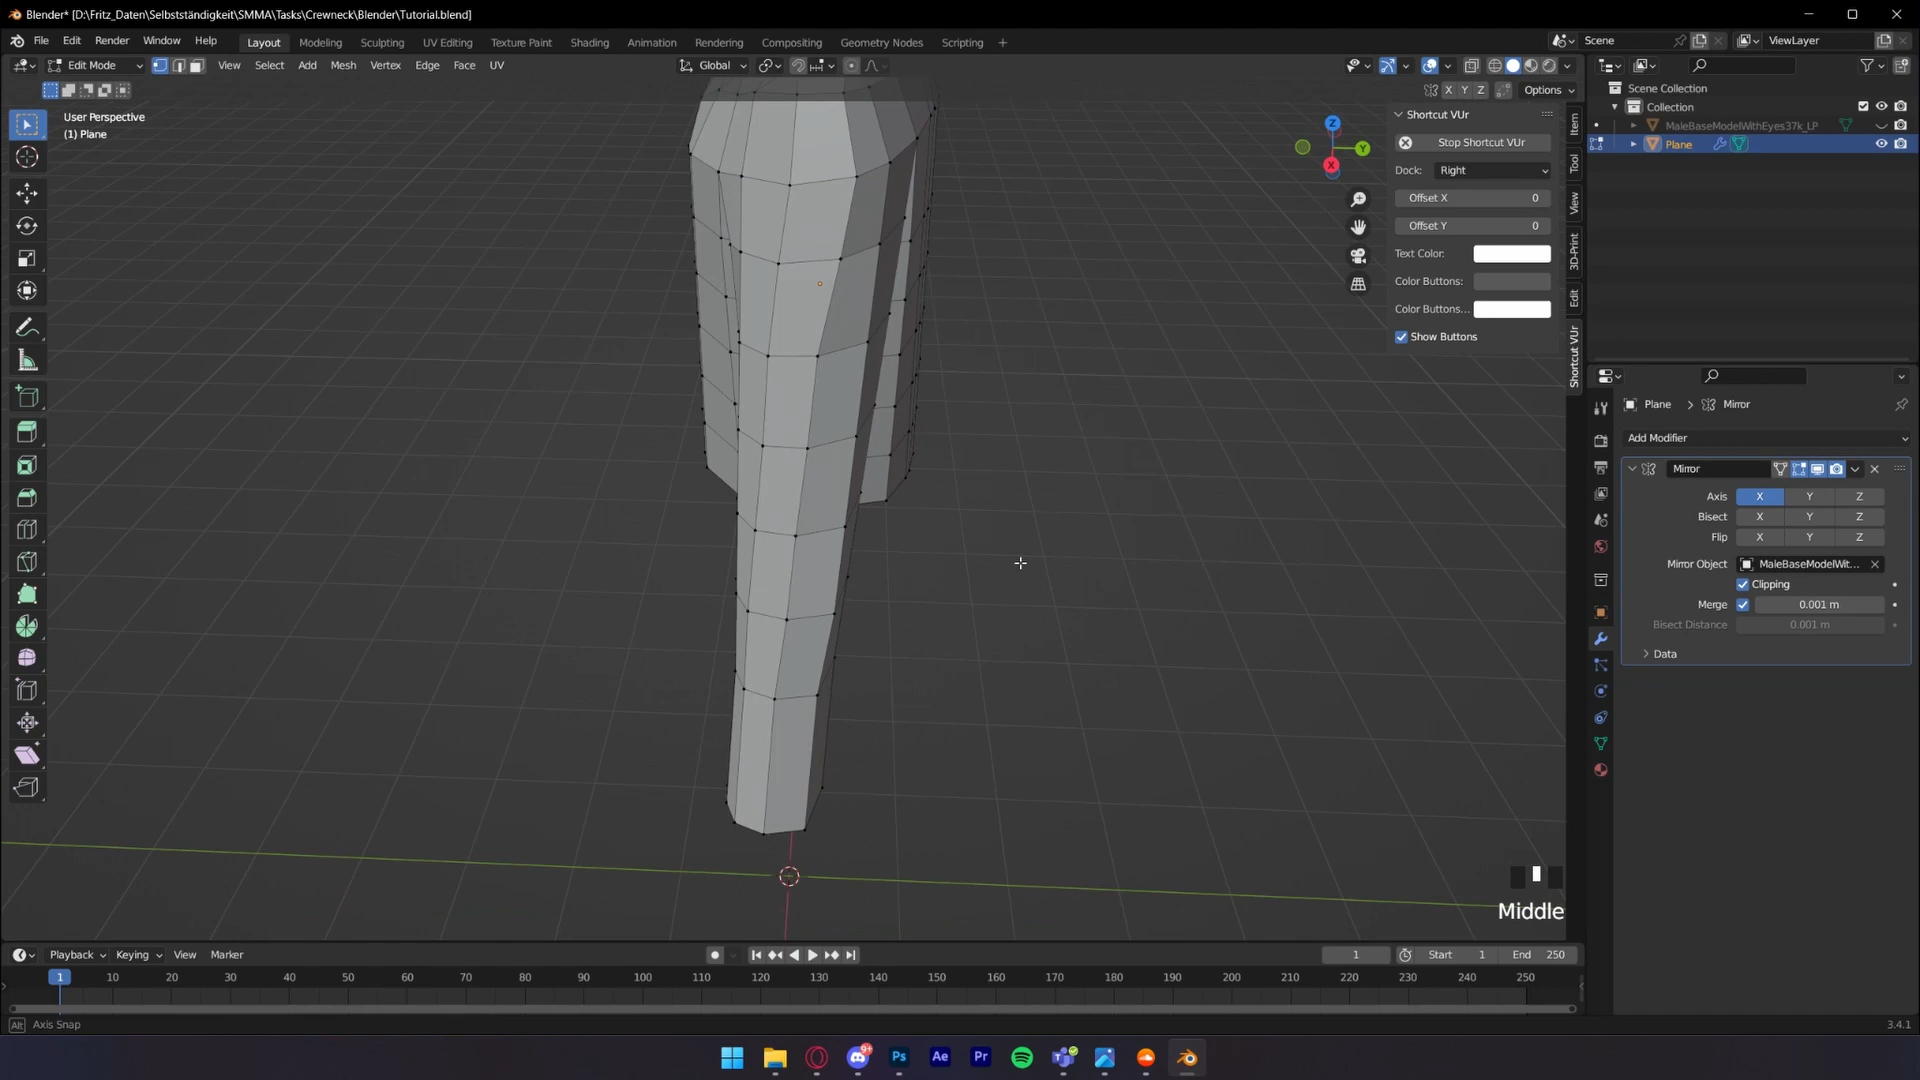 Blender* [D:\Fritz_Daten\Selbstständigkeit\SMMA\Tasks\Crewneck\Blender\Tutorial.blend]
File Edit Render Window Help Layout Modeling Sculpting UV Editing Texture Paint Shading Animation Rendering Compositing Geometry Nodes Scripting + Scene ViewLayer
Edit Mode View Select Add Mesh Vertex Edge Face UV Global
X Y Z Options
Scene Collection
Collection
MaleBaseModelWithEyes37k_LP
Plane
User Perspective
(1) Plane
Z
Y
X
Shortcut VUr
Stop Shortcut VUr
Dock: Right
Offset X 0
Offset Y 0
Text Color:
Color Buttons:
Color Buttons...
Show Buttons
Item
Tool
View
3D-Print
Edit
Shortcut VUr
Plane > Mirror
Add Modifier
Mirror
Axis X Y Z
Bisect X Y Z
Flip X Y Z
Mirror Object MaleBaseModelWit...
Clipping
Merge 0.001 m
Bisect Distance 0.001 m
Data
Middle
Playback Keying View Marker 1 Start 1 End 250
1 10 20 30 40 50 60 70 80 90 100 110 120 130 140 150 160 170 180 190 200 210 220 230 240 250
Alt Axis Snap 3.4.1
9+ Ps Ae Pr